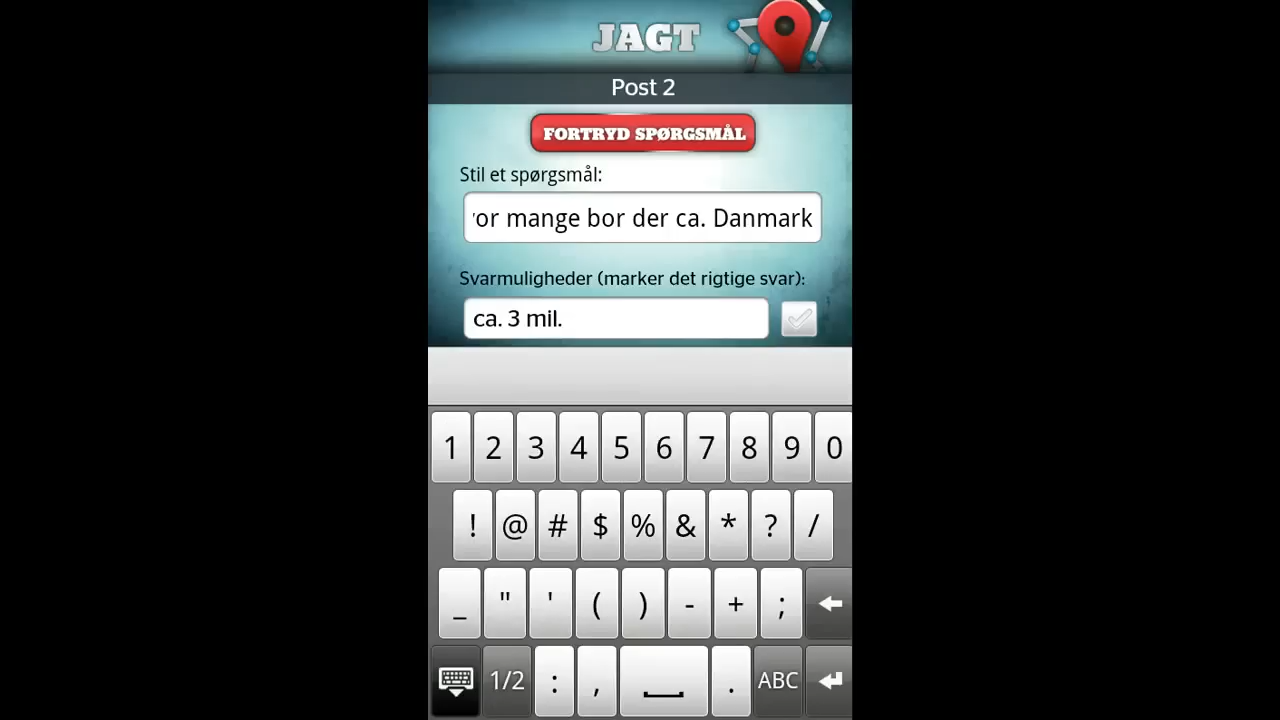 JAGT
Post 2
FORTRYD SPØRGSMÅL
Stil et spørgsmål:
or mange bor der ca. Danmark
Svarmuligheder (marker det rigtige svar):
ca. 3 mil.
1 2 3 4 5 6 7 8 9 0
! @ # $ % & * ? /
_ " ' ( ) - + ;
1/2 : , . ABC